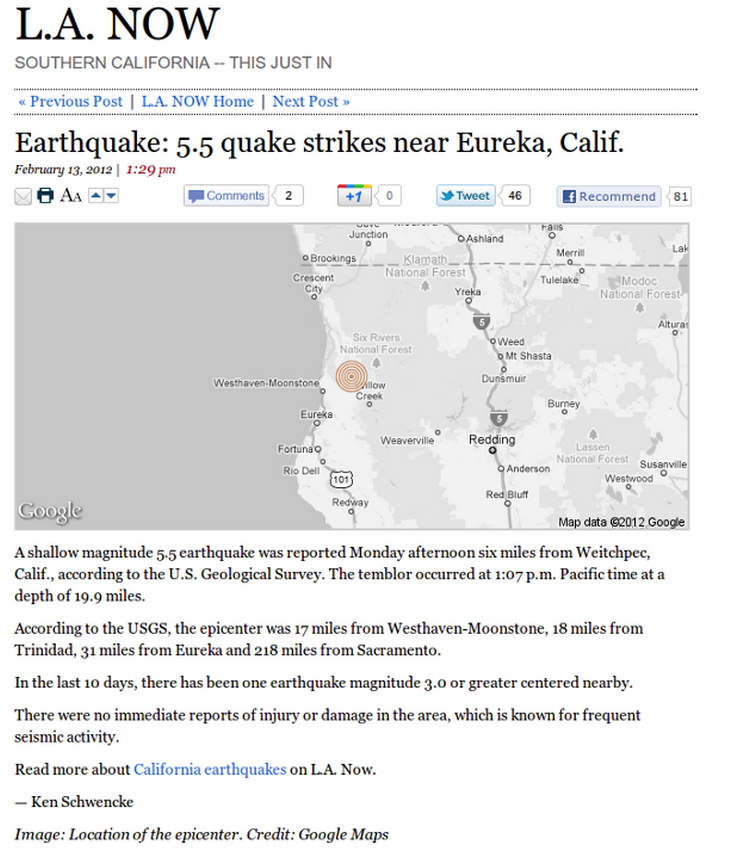 L.A. NOW
SOUTHERN CALIFORNIA -- THIS JUST IN
« Previous Post | L.A. NOW Home | Next Post »
Earthquake: 5.5 quake strikes near Eureka, Calif.
February 13, 2012 | 1:29 pm
AA Comments 2 +1 0 Tweet 46 Recommend 81
Junction
Ashland
Falls
Brookings
Klamath
National Forest
Merrill
Lak
Crescent
City
Tulelake
Modoc
National Forest
Yreka
5
Alturas
Six Rivers
National Forest
Weed
Mt Shasta
Westhaven-Moonstone
illow
Creek
Dunsmuir
Eureka
Burney
5
Weaverville
Redding
Fortuna
Lassen
National Forest
Rio Dell
Anderson
Susanville
101
Westwood
Redway
Red Bluff
Google
Map data ©2012 Google
A shallow magnitude 5.5 earthquake was reported Monday afternoon six miles from Weitchpec,
Calif., according to the U.S. Geological Survey. The temblor occurred at 1:07 p.m. Pacific time at a
depth of 19.9 miles.
According to the USGS, the epicenter was 17 miles from Westhaven-Moonstone, 18 miles from
Trinidad, 31 miles from Eureka and 218 miles from Sacramento.
In the last 10 days, there has been one earthquake magnitude 3.0 or greater centered nearby.
There were no immediate reports of injury or damage in the area, which is known for frequent
seismic activity.
Read more about California earthquakes on L.A. Now.
— Ken Schwencke
Image: Location of the epicenter. Credit: Google Maps